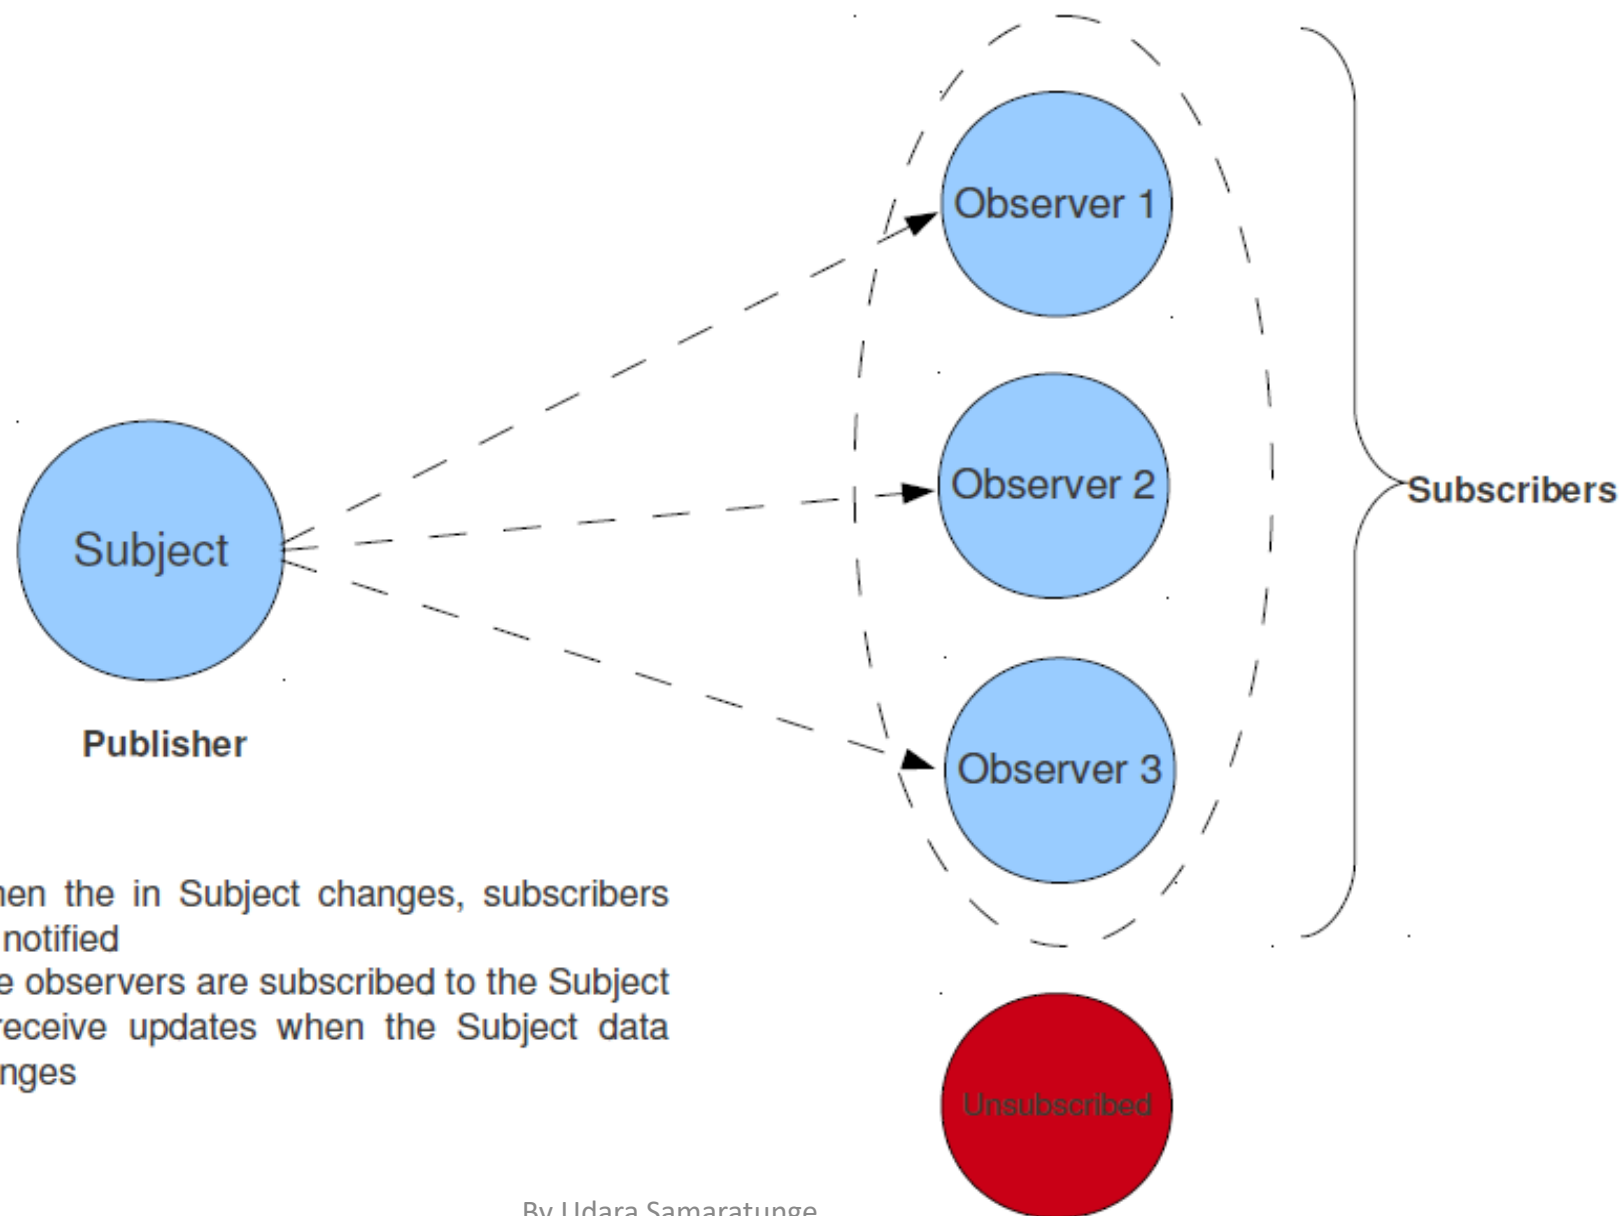 Observer 1
Observer 2
Subscribers
Subject
Publisher
Observer 3
the in Subject changes, subscribers
notified
observers are subscribed to the Subject
receive updates when the Subject data
Unsubscribed
By Udara Samaratunge